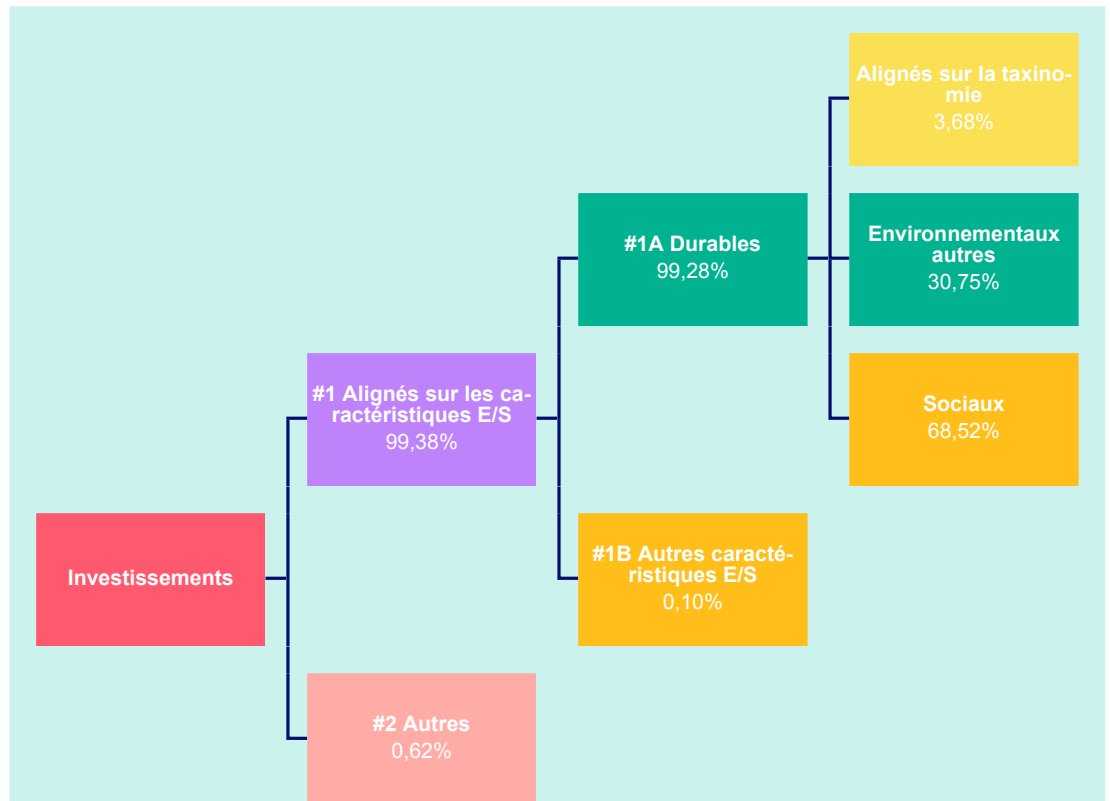 Alignés sur la taxino-
mie
3,68%
#1A Durables
99,28%
Environnementaux
autres
30,75%
#1 Alignés sur les ca-
ractéristiques E/S
99,38%
Sociaux
68,52%
Investissements
#1B Autres caracté-
ristiques E/S
0,10%
#2 Autres
0,62%